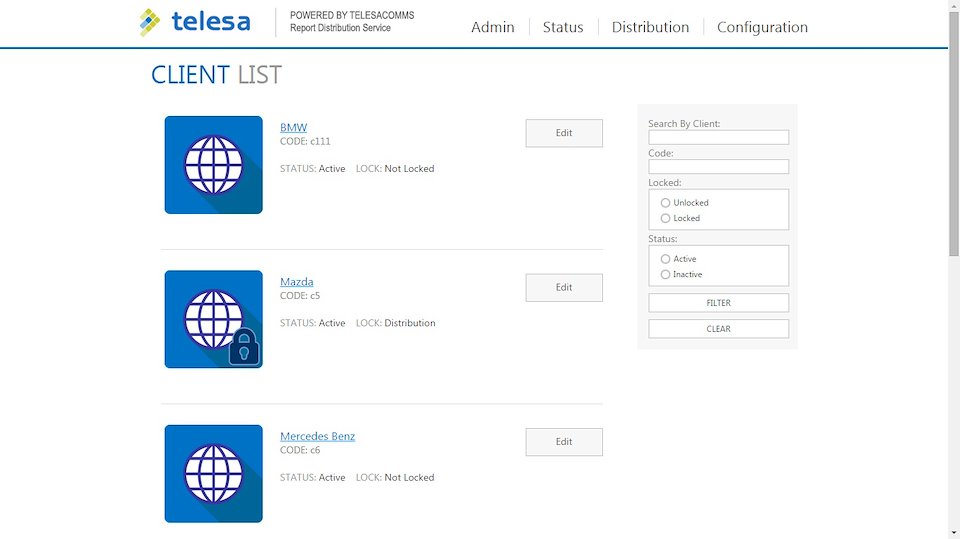 telesa
POWERED BY TELESACOMMS
Report Distribution Service
Admin
Status
Distribution
Configuration
CLIENT LIST
BMW
CODE: c111
STATUS: Active LOCK: Not Locked
Edit
Mazda
CODE: c5
STATUS: Active LOCK: Distribution
Edit
Mercedes Benz
CODE: c6
STATUS: Active LOCK: Not Locked
Edit
Search By Client:
Code:
Locked:
Unlocked
Locked
Status:
Active
Inactive
FILTER
CLEAR